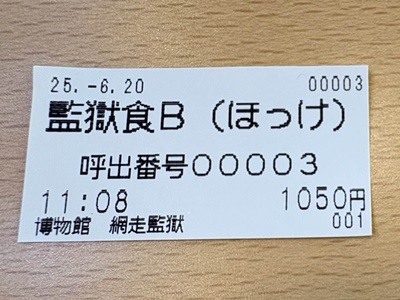 25.-6.20 00003
監獄食B（ほっけ）
呼出番号00003
11:08 1050円
博物館 網走監獄 001